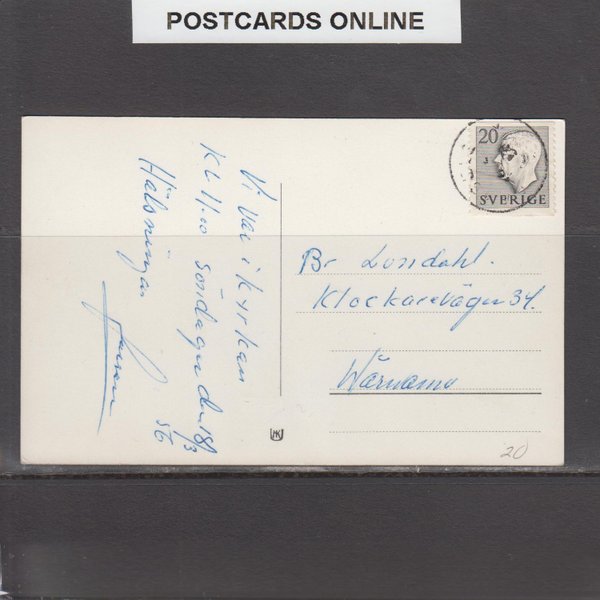 POSTCARDS ONLINE
20
SVERIGE
Vi var i kyrkan
Kl 11.00 söndagen den 18/3
56
Hälsningar
Br Londahl.
Klockarevägen 34.
Wärnamo
HK
20